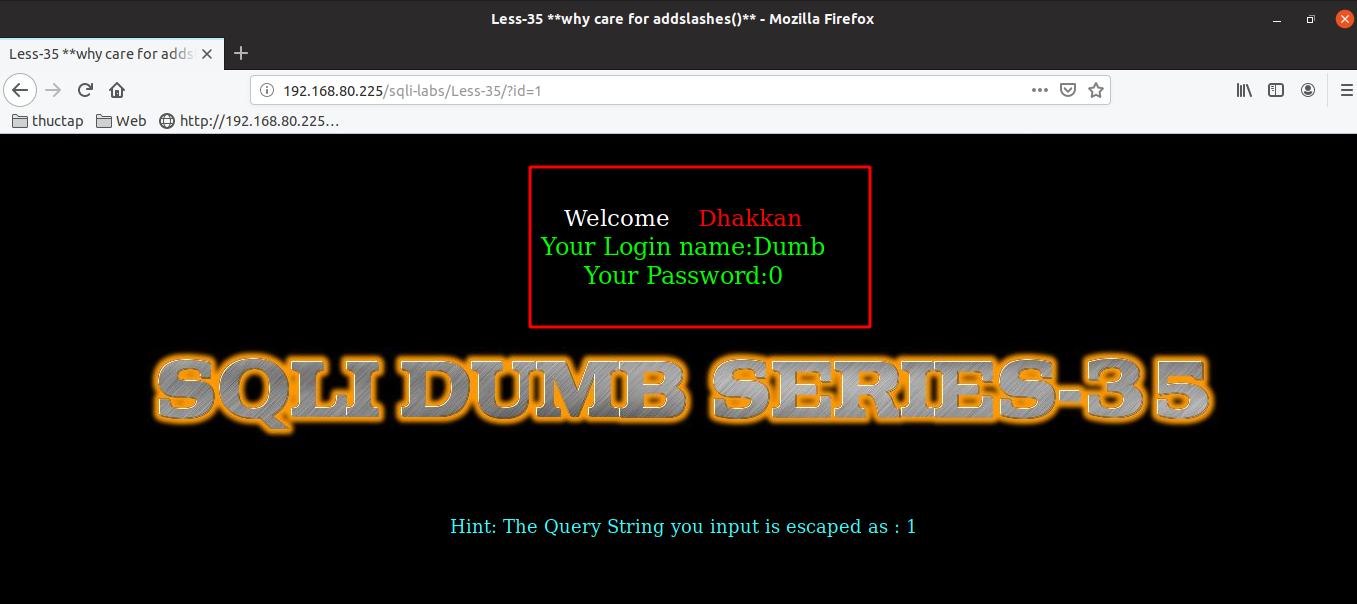 Less-35 **why care for addslashes()** - Mozilla Firefox
Less-35 **why care for adds
192.168.80.225/sqli-labs/Less-35/?id=1
thuctap Web http://192.168.80.225…
Welcome Dhakkan
Your Login name:Dumb
Your Password:0
SQLI DUMB SERIES-35
Hint: The Query String you input is escaped as : 1